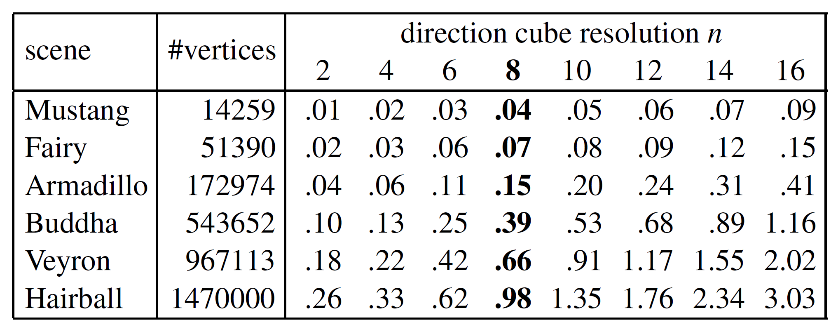 scene #vertices direction cube resolution n
2 4 6 8 10 12 14 16
Mustang 14259 .01 .02 .03 .04 .05 .06 .07 .09
Fairy 51390 .02 .03 .06 .07 .08 .09 .12 .15
Armadillo 172974 .04 .06 .11 .15 .20 .24 .31 .41
Buddha 543652 .10 .13 .25 .39 .53 .68 .89 1.16
Veyron 967113 .18 .22 .42 .66 .91 1.17 1.55 2.02
Hairball 1470000 .26 .33 .62 .98 1.35 1.76 2.34 3.03